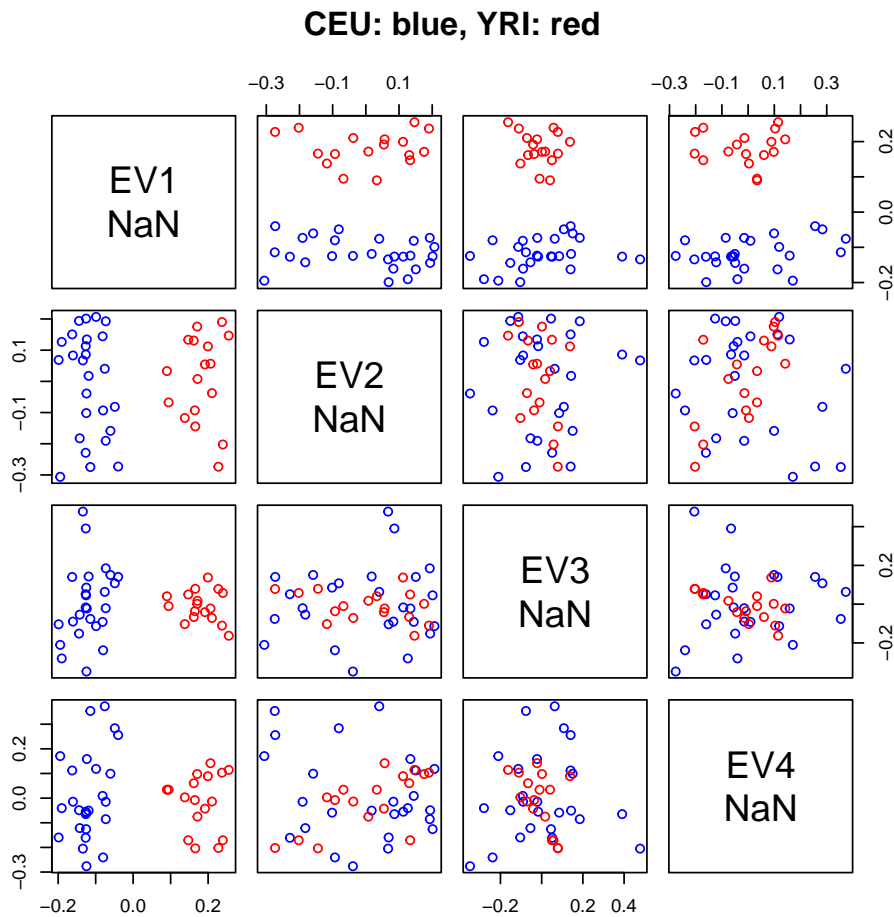 CEU: blue, YRI: red
−0.3 −0.1 0.1
−0.3 −0.1 0.1 0.3
EV1
NaN
−0.2 0.0 0.2
−0.3 −0.1 0.1
EV2
NaN
EV3
NaN
−0.2 0.2
−0.3 0.0 0.2
EV4
NaN
−0.2 0.0 0.2
−0.2 0.0 0.4